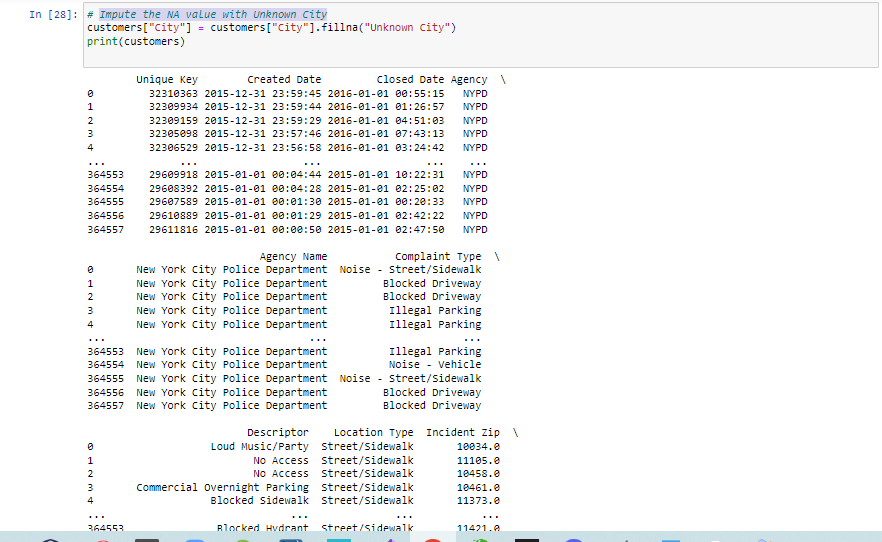 In [28]: # Impute the NA value with Unknown City
customers["City"] = customers["City"].fillna("Unknown City")
print(customers)
Unique Key Created Date Closed Date Agency \
0 32310363 2015-12-31 23:59:45 2016-01-01 00:55:15 NYPD
1 32309934 2015-12-31 23:59:44 2016-01-01 01:26:57 NYPD
2 32309159 2015-12-31 23:59:29 2016-01-01 04:51:03 NYPD
3 32305098 2015-12-31 23:57:46 2016-01-01 07:43:13 NYPD
4 32306529 2015-12-31 23:56:58 2016-01-01 03:24:42 NYPD
... ... ... ... ...
364553 29609918 2015-01-01 00:04:44 2015-01-01 10:22:31 NYPD
364554 29608392 2015-01-01 00:04:28 2015-01-01 02:25:02 NYPD
364555 29607589 2015-01-01 00:01:30 2015-01-01 00:20:33 NYPD
364556 29610889 2015-01-01 00:01:29 2015-01-01 02:42:22 NYPD
364557 29611816 2015-01-01 00:00:50 2015-01-01 02:47:50 NYPD
Agency Name Complaint Type \
0 New York City Police Department Noise - Street/Sidewalk
1 New York City Police Department Blocked Driveway
2 New York City Police Department Blocked Driveway
3 New York City Police Department Illegal Parking
4 New York City Police Department Illegal Parking
... ... ...
364553 New York City Police Department Illegal Parking
364554 New York City Police Department Noise - Vehicle
364555 New York City Police Department Noise - Street/Sidewalk
364556 New York City Police Department Blocked Driveway
364557 New York City Police Department Blocked Driveway
Descriptor Location Type Incident Zip \
0 Loud Music/Party Street/Sidewalk 10034.0
1 No Access Street/Sidewalk 11105.0
2 No Access Street/Sidewalk 10458.0
3 Commercial Overnight Parking Street/Sidewalk 10461.0
4 Blocked Sidewalk Street/Sidewalk 11373.0
... ... ... ...
364553 Blocked Hydrant Street/Sidewalk 11421.0